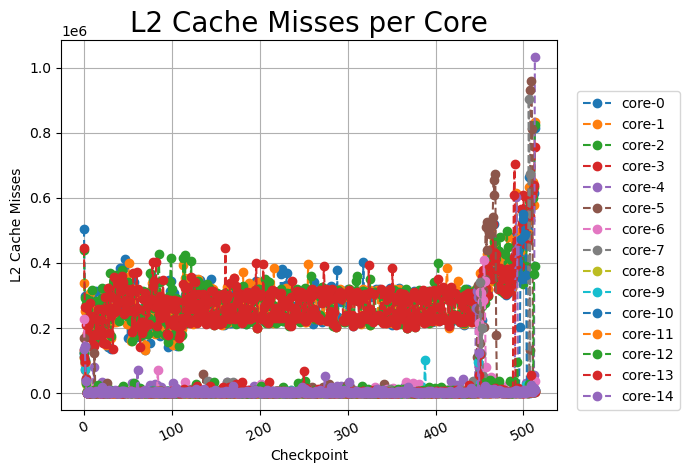 L2 Cache Misses per Core
1e6
1.0
0.8
0.6
0.4
0.2
0.0
L2 Cache Misses
0
100
200
300
400
500
Checkpoint
core-0
core-1
core-2
core-3
core-4
core-5
core-6
core-7
core-8
core-9
core-10
core-11
core-12
core-13
core-14